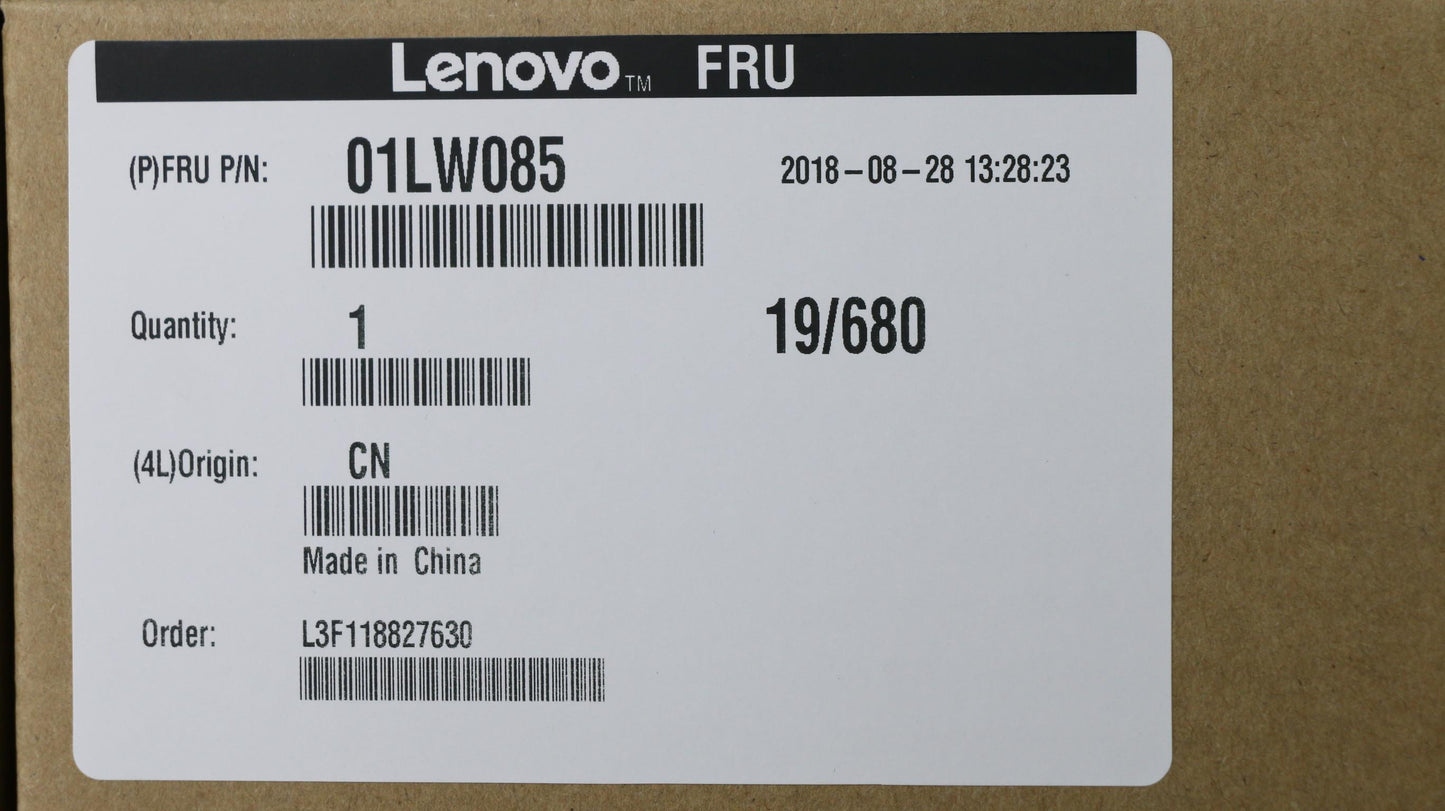 Lenovo™ FRU
(P)FRU P/N: 01LW085 2018-08-28 13:28:23
Quantity: 1 19/680
(4L)Origin: CN
Made in China
Order: L3F118827630